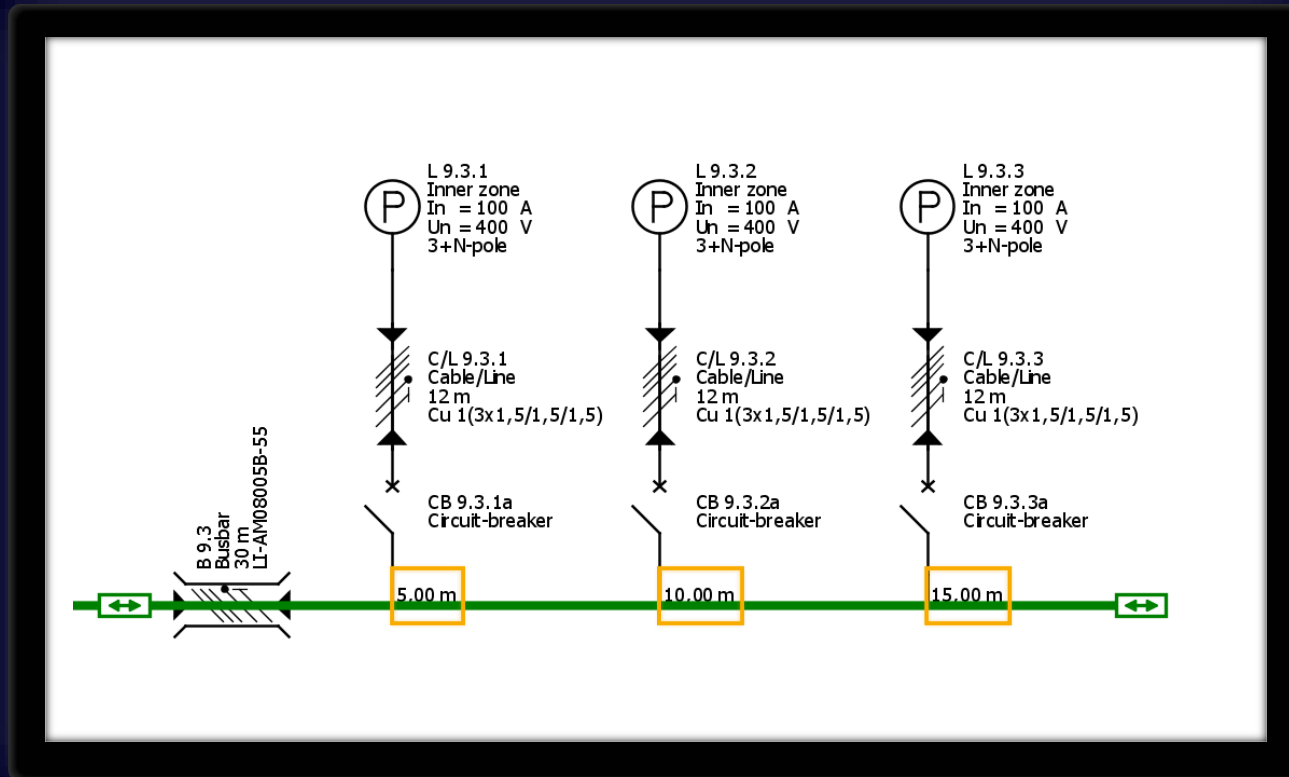 L 9.3.1
Inner zone
In = 100 A
Un = 400 V
3+N-pole
L 9.3.2
Inner zone
In = 100 A
Un = 400 V
3+N-pole
L 9.3.3
Inner zone
In = 100 A
Un = 400 V
3+N-pole
P
P
P
C/L 9.3.1
Cable/Line
12 m
Cu 1(3x1,5/1,5/1,5)
C/L 9.3.2
Cable/Line
12 m
Cu 1(3x1,5/1,5/1,5)
C/L 9.3.3
Cable/Line
12 m
Cu 1(3x1,5/1,5/1,5)
B 9.3
Busbar
30 m
LI-AM08005B-55
CB 9.3.1a
Circuit-breaker
CB 9.3.2a
Circuit-breaker
CB 9.3.3a
Circuit-breaker
5,00 m
10,00 m
15,00 m